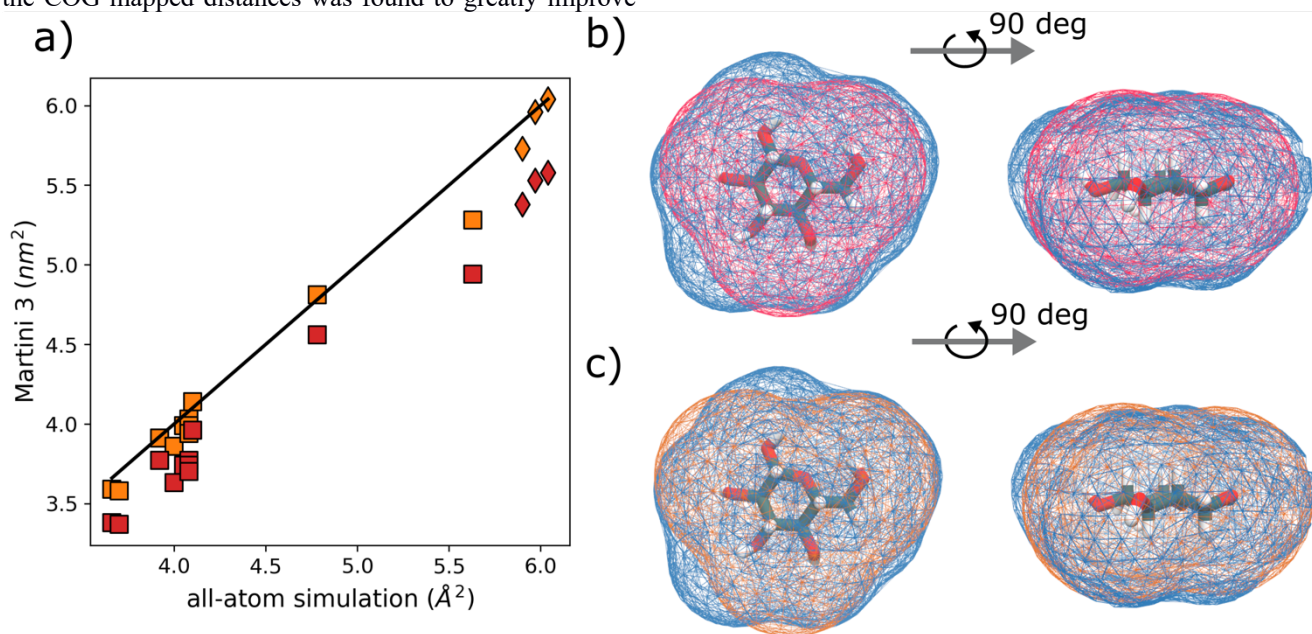 the COG mapped distances was found to greatly improve
a)
Martini 3 (nm²)
6.0
5.5
5.0
4.5
4.0
3.5
4.0 4.5 5.0 5.5 6.0
all-atom simulation (Å²)
b)
90 deg
90 deg
c)